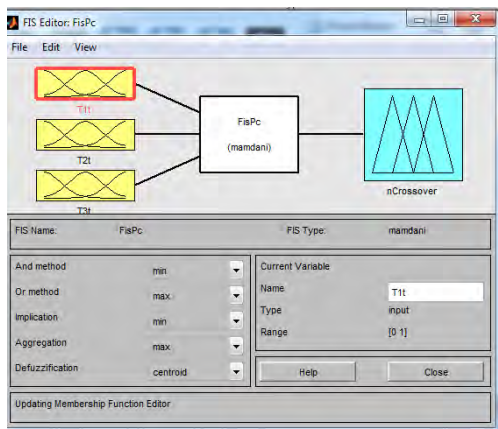 FIS Editor: FisPc
File Edit View
T1t
FisPc
(mamdani)
T2t
nCrossover
T3t
FIS Name: FisPc FIS Type: mamdani
And method min
Or method max
Implication min
Aggregation max
Defuzzification centroid
Current Variable
Name T1t
Type input
Range [0 1]
Help Close
Updating Membership Function Editor